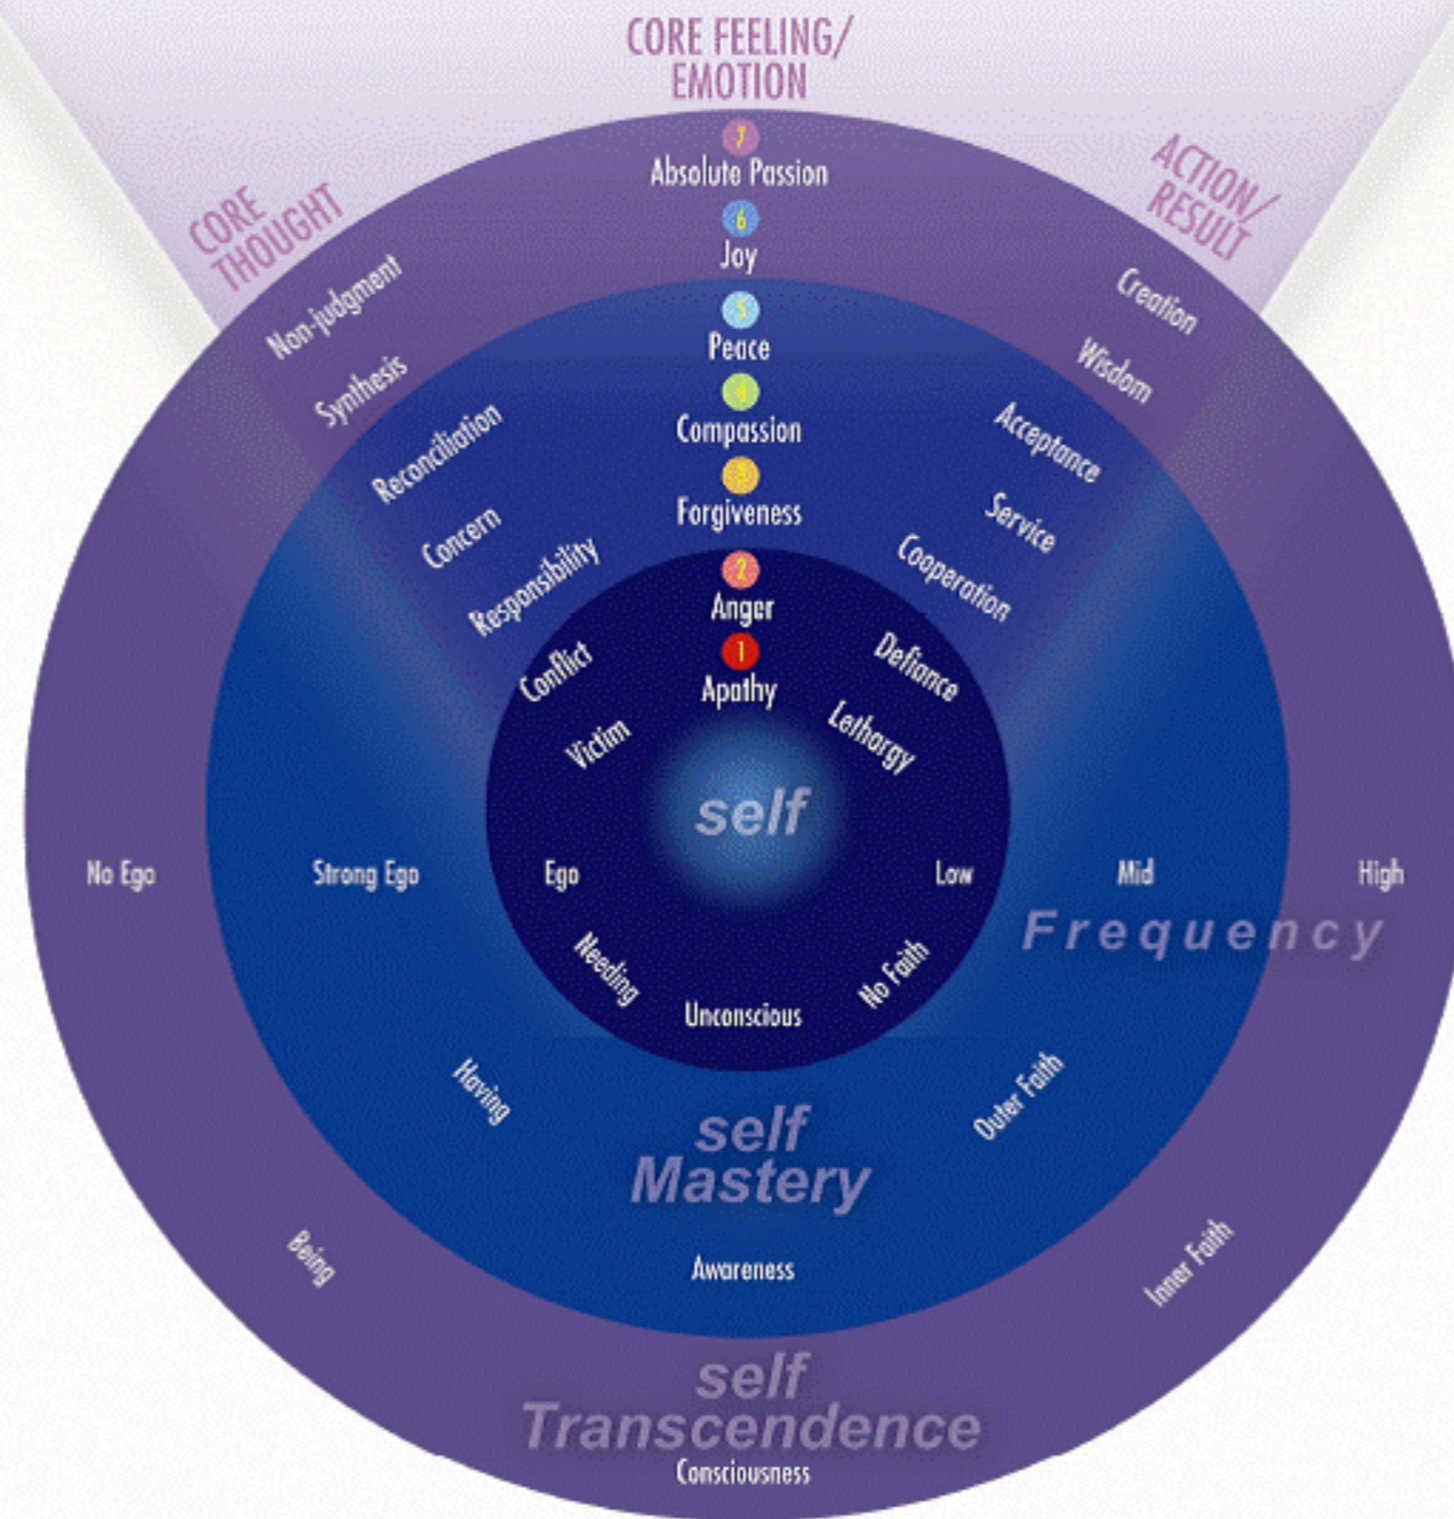 CORE FEELING/
EMOTION
CORE
THOUGHT
ACTION/
RESULT
7
Absolute Passion
6
Joy
Non-judgment
Creation
Synthesis
Wisdom
5
Peace
Reconciliation
Acceptance
4
Compassion
Concern
Service
Forgiveness
Responsibility
Cooperation
2
Anger
Conflict
Defiance
1
Apathy
Victim
Lethargy
self
No Ego
Strong Ego
Ego
Low
Mid
High
Frequency
Needing
Unconscious
No Faith
Having
Outer Faith
self
Mastery
Awareness
Being
Inner Faith
self
Transcendence
Consciousness